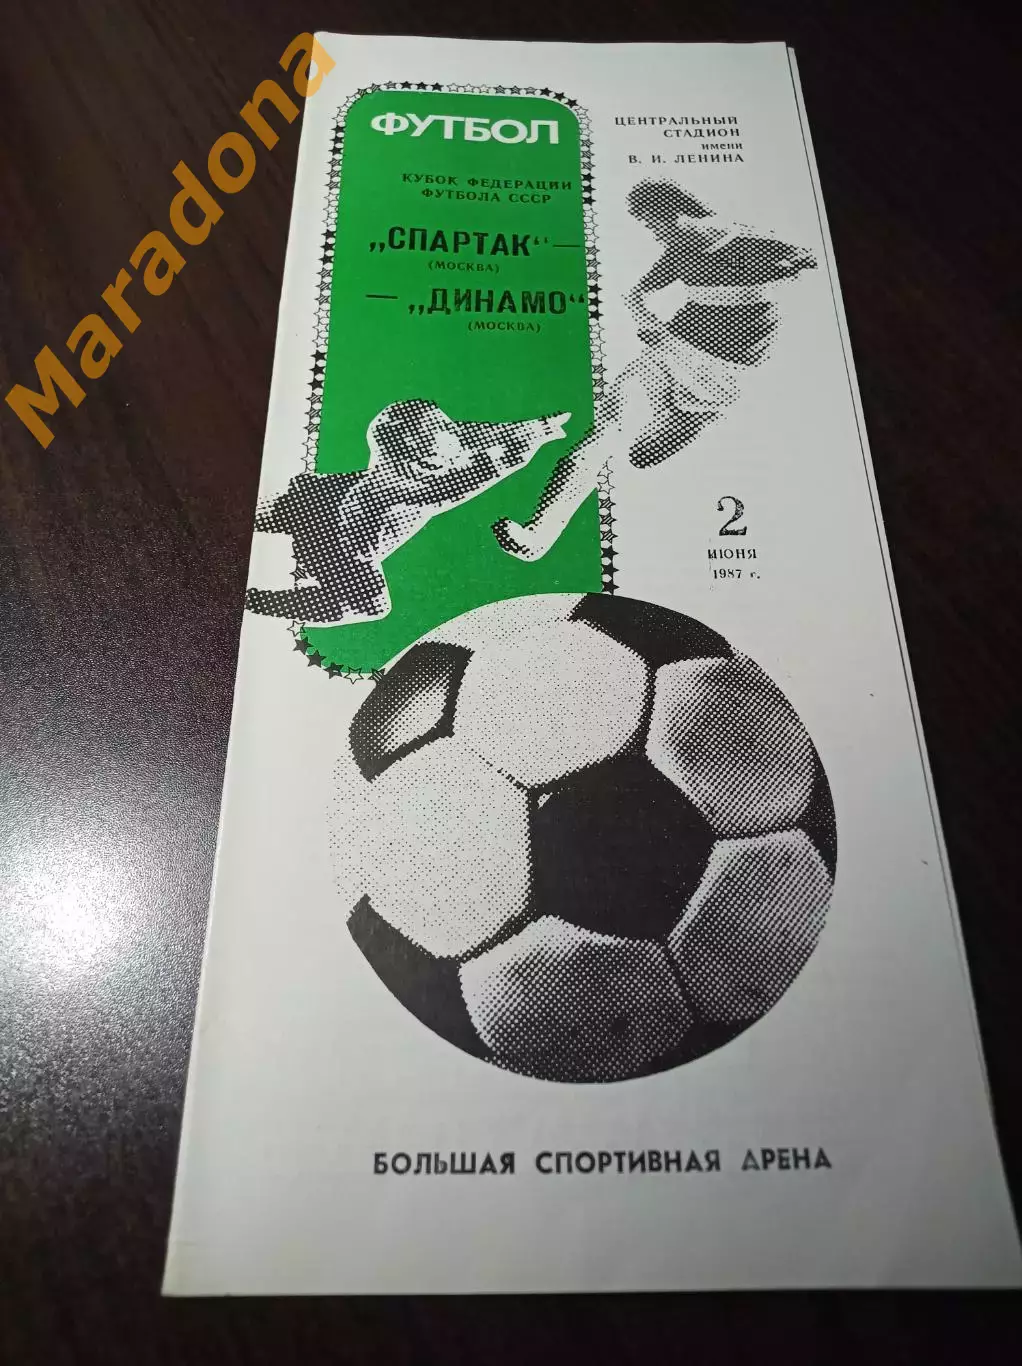 Maradona
ФУТБОЛ
КУБОК ФЕДЕРАЦИИ
ФУТБОЛА СССР
„СПАРТАК“ —
(МОСКВА)
— „ДИНАМО“
(МОСКВА)
ЦЕНТРАЛЬНЫЙ
СТАДИОН
имени
В. И. ЛЕНИНА
2
ИЮНЯ
1987 г.
БОЛЬШАЯ СПОРТИВНАЯ АРЕНА